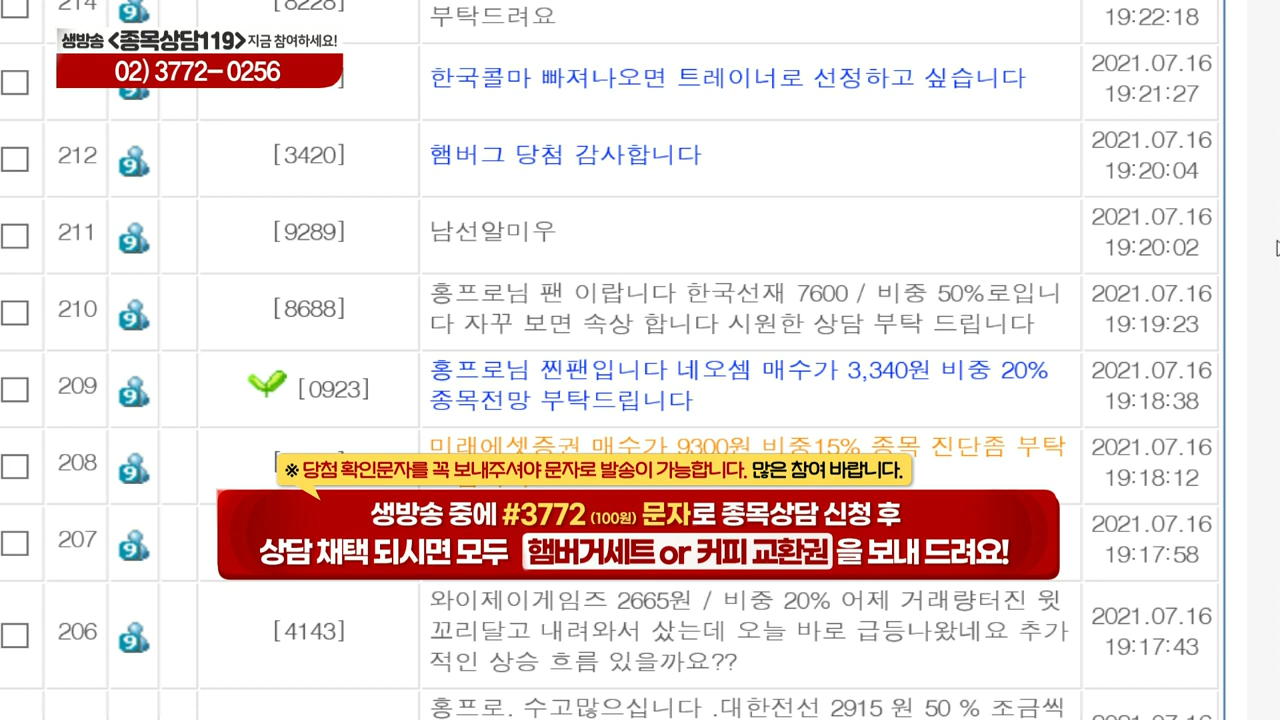 214
[8228]
부탁드려요
19:22:18
생방송 <종목상담119> 지금 참여하세요!
02) 3772-0256
한국콜마 빠져나오면 트레이너로 선정하고 싶습니다
2021.07.16
19:21:27
212
[3420]
햄버그 당첨 감사합니다
2021.07.16
19:20:04
211
[9289]
남선알미우
2021.07.16
19:20:02
210
[8688]
홍프로님 팬 이랍니다 한국선재 7600 / 비중 50%로입니
다 자꾸 보면 속상 합니다 시원한 상담 부탁 드립니다
2021.07.16
19:19:23
209
[0923]
홍프로님 찐팬입니다 네오셈 매수가 3,340원 비중 20%
종목전망 부탁드립니다
2021.07.16
19:18:38
208
미래에셋증권 매수가 9300원 비중15% 종목 진단좀 부탁
2021.07.16
19:18:12
※ 당첨 확인문자를 꼭 보내주셔야 문자로 발송이 가능합니다. 많은 참여 바랍니다.
생방송 중에 #3772 (100원) 문자로 종목상담 신청 후
상담 채택 되시면 모두 햄버거세트 or 커피 교환권 을 보내 드려요!
207
2021.07.16
19:17:58
206
[4143]
와이제이게임즈 2665원 / 비중 20% 어제 거래량터진 윗
꼬리달고 내려와서 샀는데 오늘 바로 급등나왔네요 추가
적인 상승 흐름 있을까요??
2021.07.16
19:17:43
홍프로. 수고많으십니다 .대한전선 2915 원 50 % 조금씩